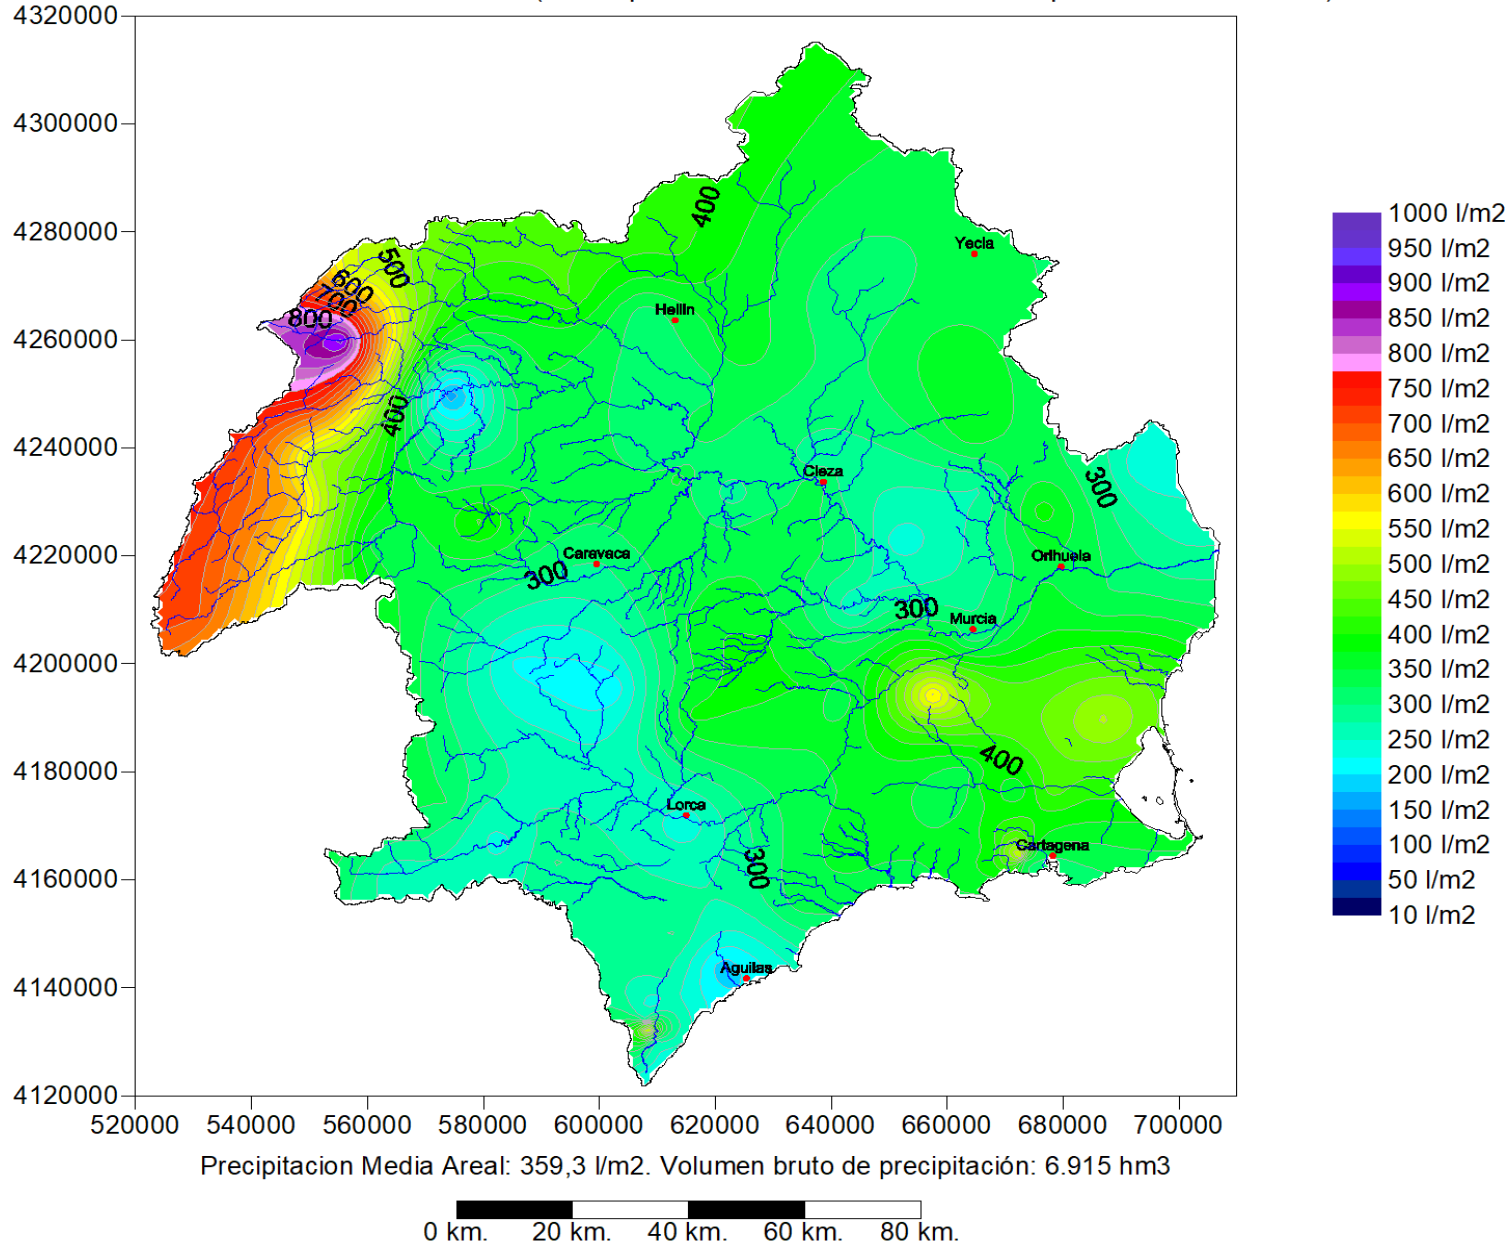 4320000
4300000
4280000
4260000
4240000
4220000
4200000
4180000
4160000
4140000
4120000
520000 540000 560000 580000 600000 620000 640000 660000 680000 700000
400
500
600
700
800
400
300
300
300
400
300
Yecla
Hellin
Cieza
Caravaca
Orihuela
Murcia
Lorca
Cartagena
Aguilas
1000 l/m2
950 l/m2
900 l/m2
850 l/m2
800 l/m2
750 l/m2
700 l/m2
650 l/m2
600 l/m2
550 l/m2
500 l/m2
450 l/m2
400 l/m2
350 l/m2
300 l/m2
250 l/m2
200 l/m2
150 l/m2
100 l/m2
50 l/m2
10 l/m2
Precipitacion Media Areal: 359,3 l/m2. Volumen bruto de precipitación: 6.915 hm3
0 km. 20 km. 40 km. 60 km. 80 km.